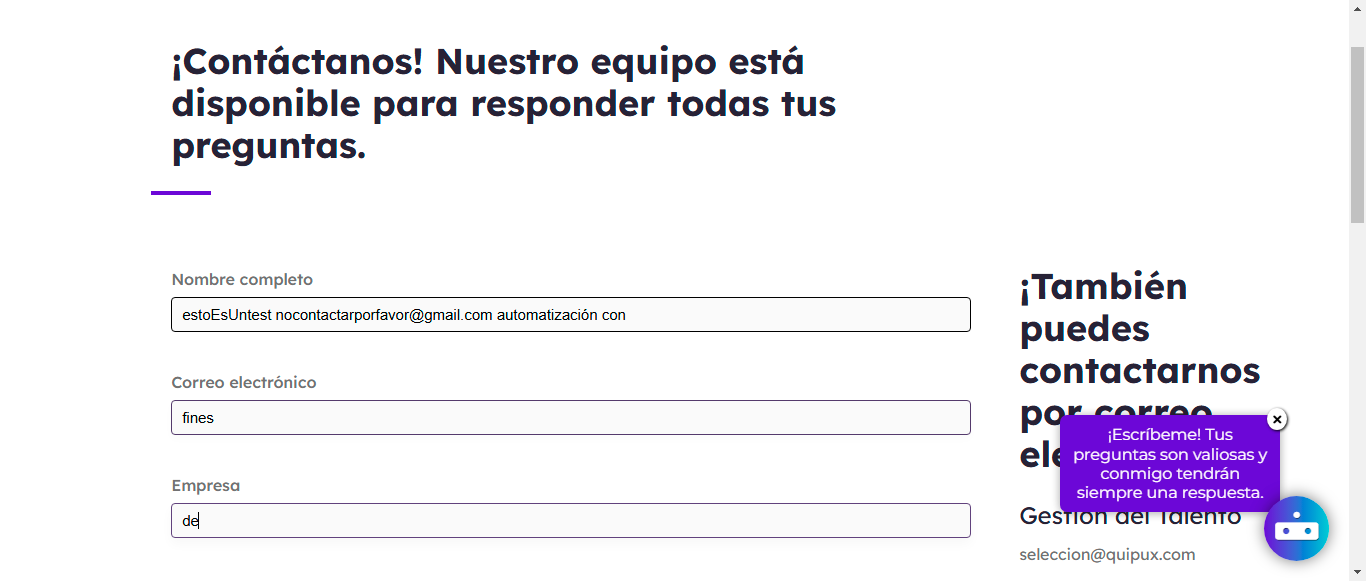 ¡Contáctanos! Nuestro equipo está
disponible para responder todas tus
preguntas.
Nombre completo
estoEsUntest nocontactarporfavor@gmail.com automatización con
Correo electrónico
fines
Empresa
de
¡También
puedes
contactarnos
por correo
¡Escríbeme! Tus
preguntas son valiosas y
conmigo tendrán
siempre una respuesta.
Gestión del Talento
seleccion@quipux.com